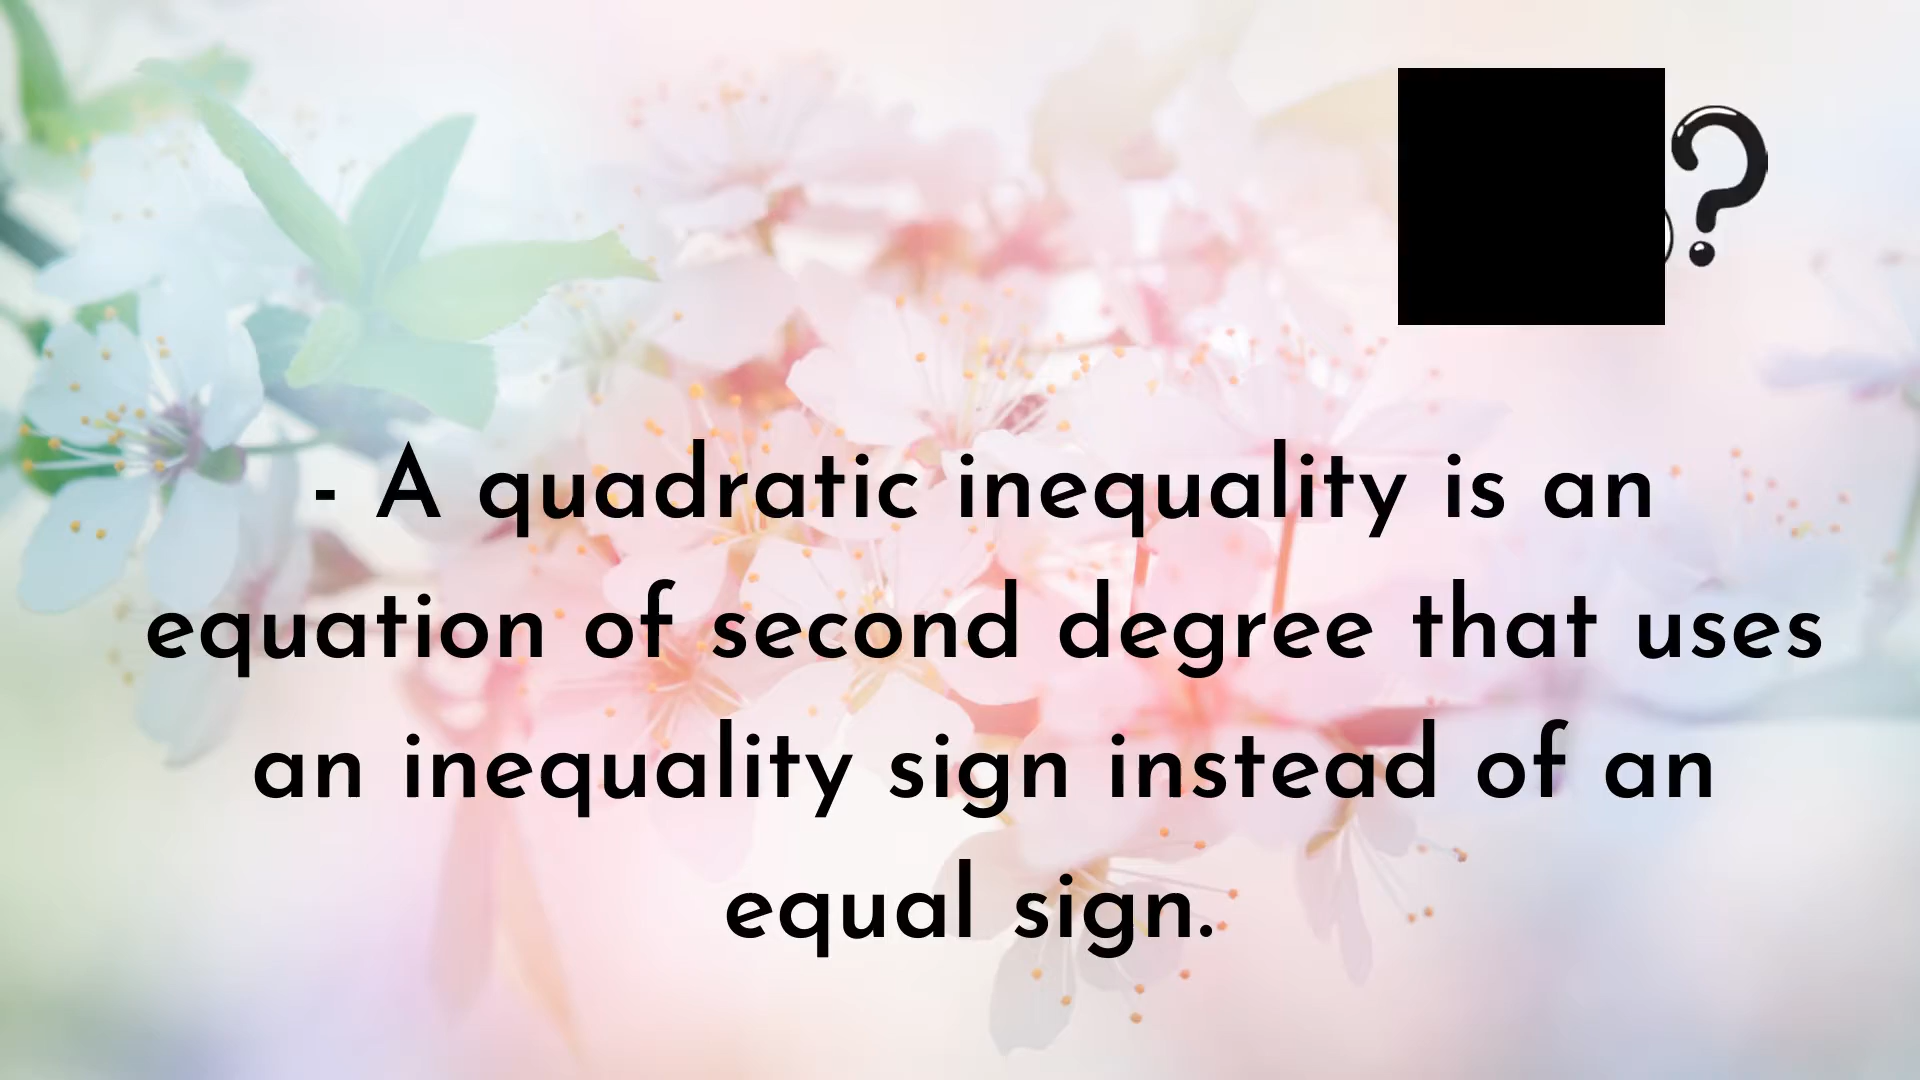 ?
- A quadratic inequality is an
equation of second degree that uses
an inequality sign instead of an
equal sign.